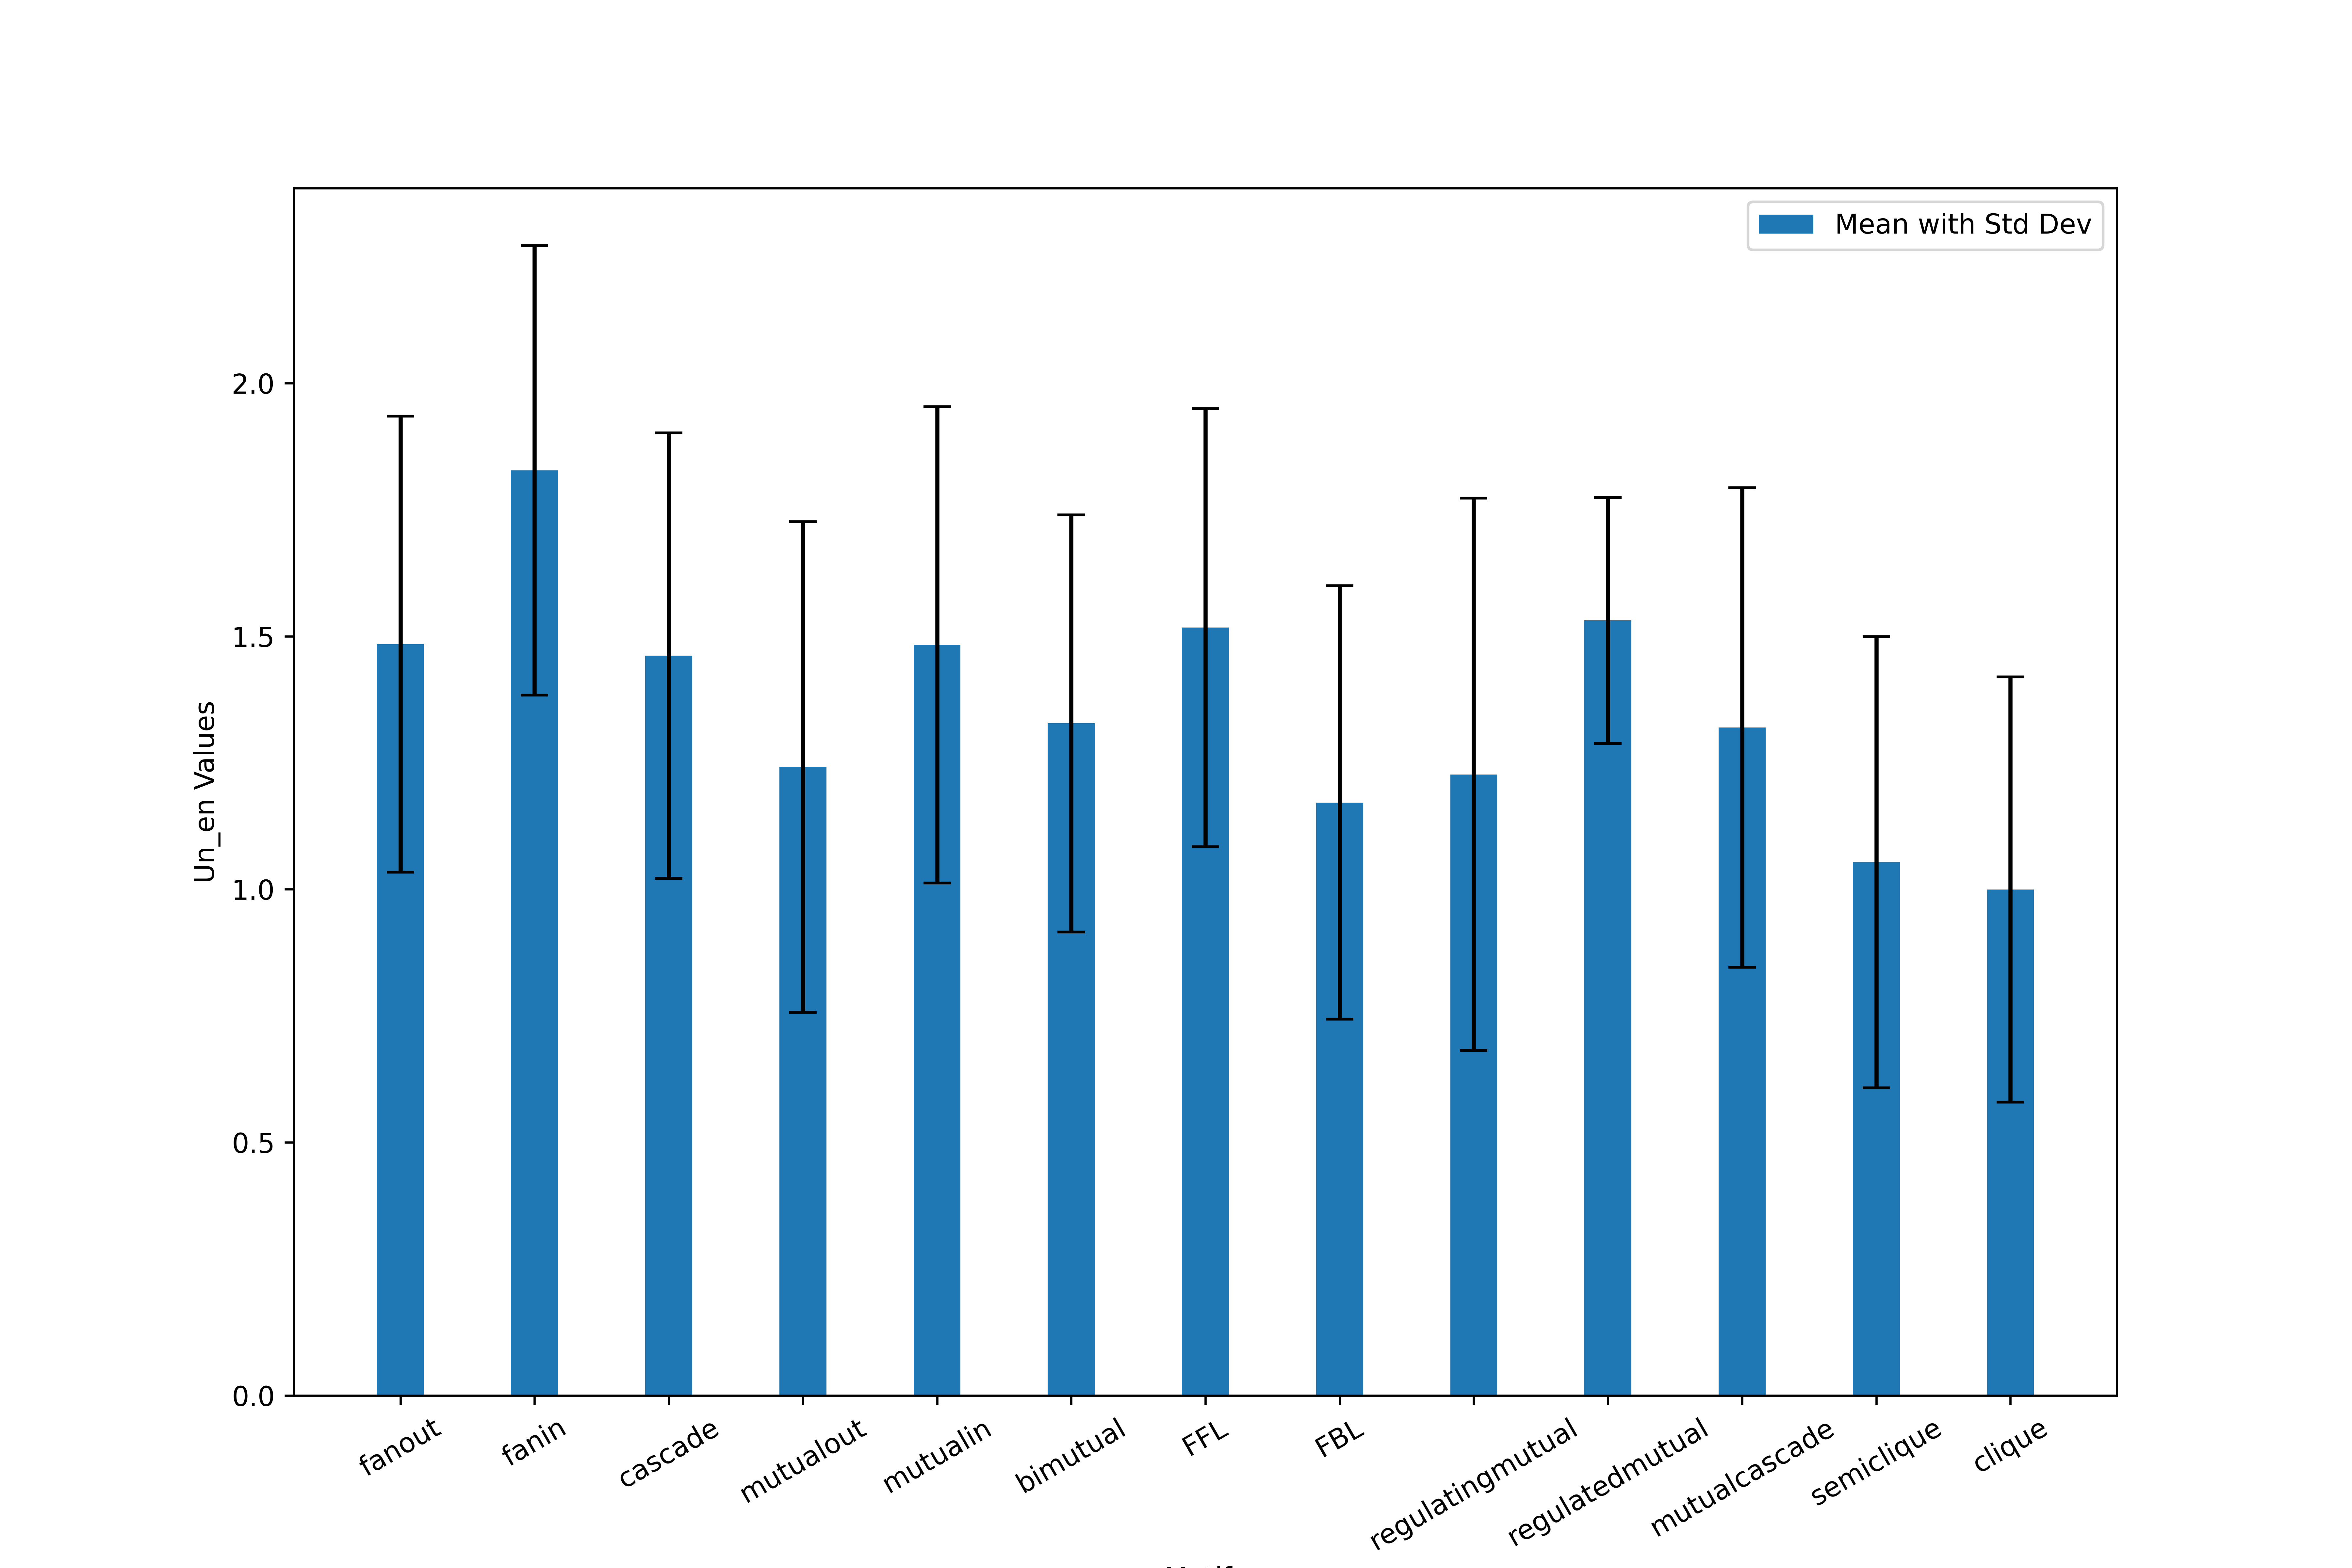 Mean with Std Dev
2.0
1.5
1.0
0.5
0.0
Un_en Values
fanout
fanin
cascade
mutualout
mutualin
bimutual
FFL
FBL
regulatingmutual
regulatedmutual
mutualcascade
semiclique
clique